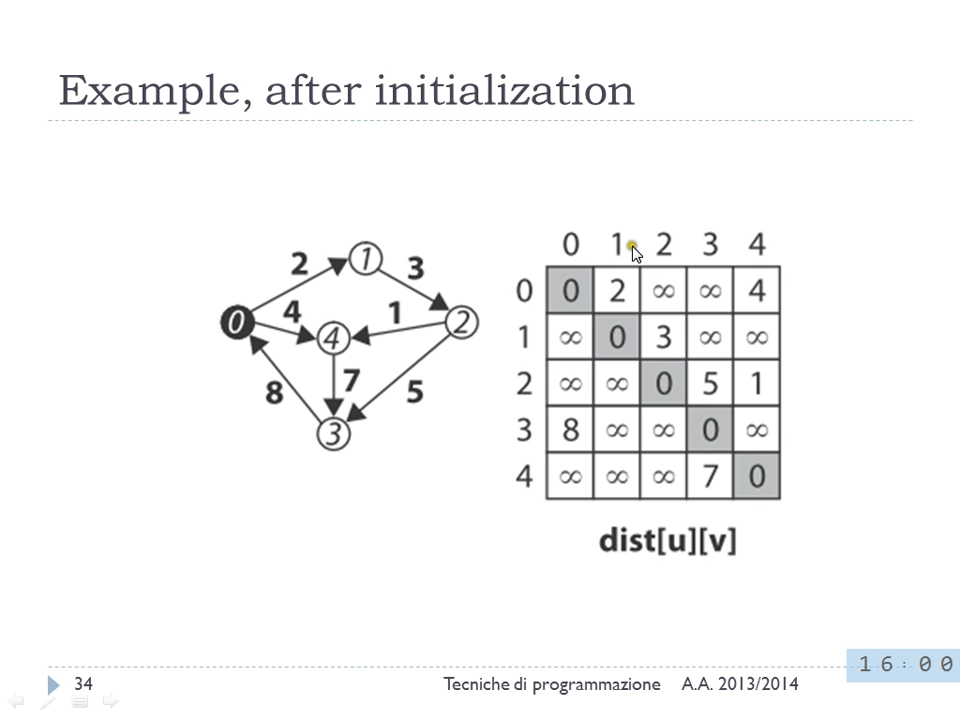 Example, after initialization
2
1
3
0
4
4
1
2
8
7
5
3
0 1 2 3 4
0 0 2 ∞ ∞ 4
1 ∞ 0 3 ∞ ∞
2 ∞ ∞ 0 5 1
3 8 ∞ ∞ 0 ∞
4 ∞ ∞ ∞ 7 0
dist[u][v]
16:00
34 Tecniche di programmazione A.A. 2013/2014